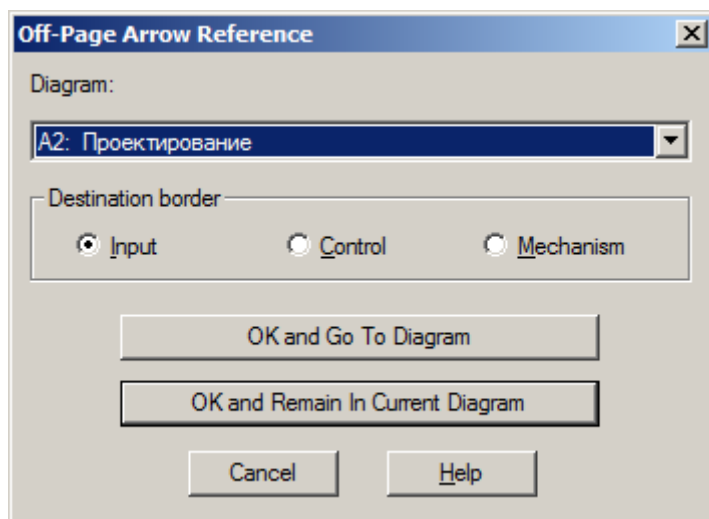 Off-Page Arrow Reference
Diagram:
A2: Проектирование
Destination border
Input Control Mechanism
OK and Go To Diagram
OK and Remain In Current Diagram
Cancel Help